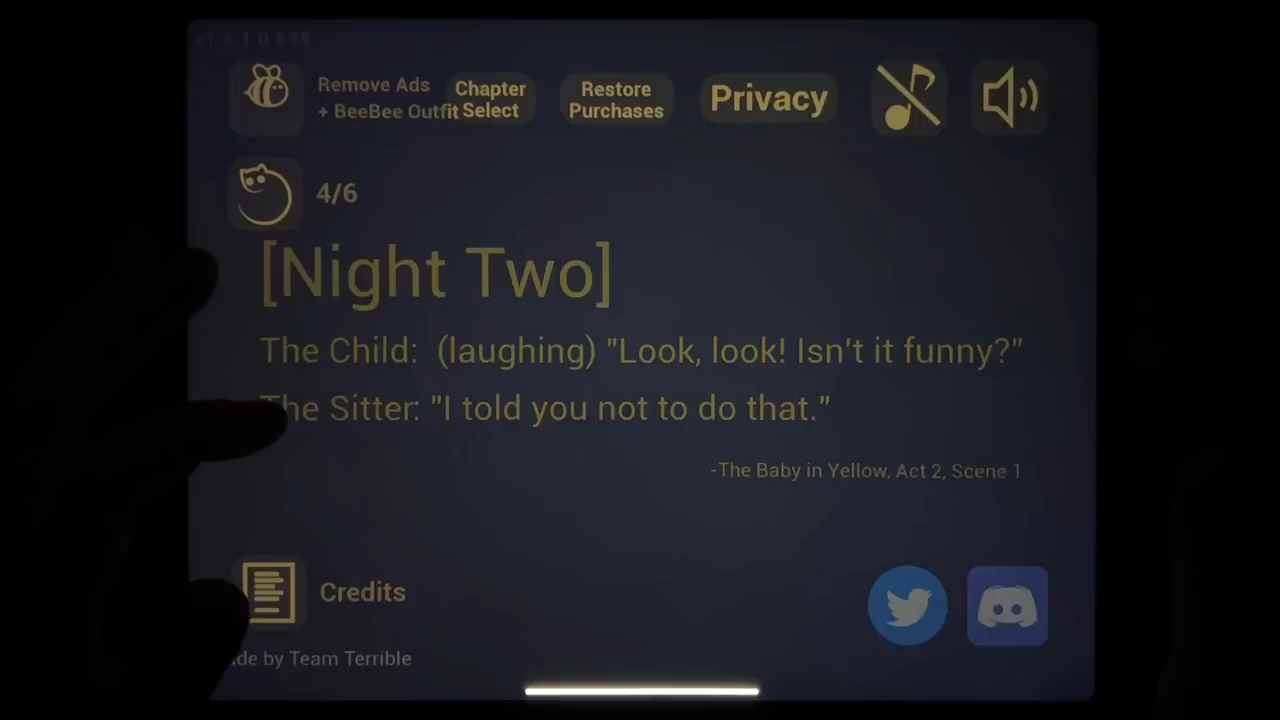 Remove Ads
+ BeeBee Outfit
Chapter
Select
Restore
Purchases
Privacy
4/6
[Night Two]
The Child: (laughing) "Look, look! Isn't it funny?"
The Sitter: "I told you not to do that."
-The Baby in Yellow, Act 2, Scene 1
Credits
by Team Terrible